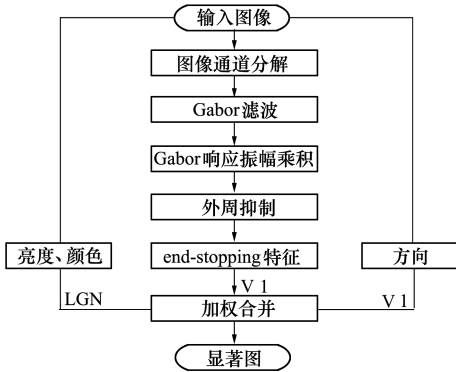 输入图像
图像通道分解
Gabor滤波
Gabor响应振幅乘积
外周抑制
亮度、颜色
end-stopping特征
方向
LGN
V 1
V 1
加权合并
显著图